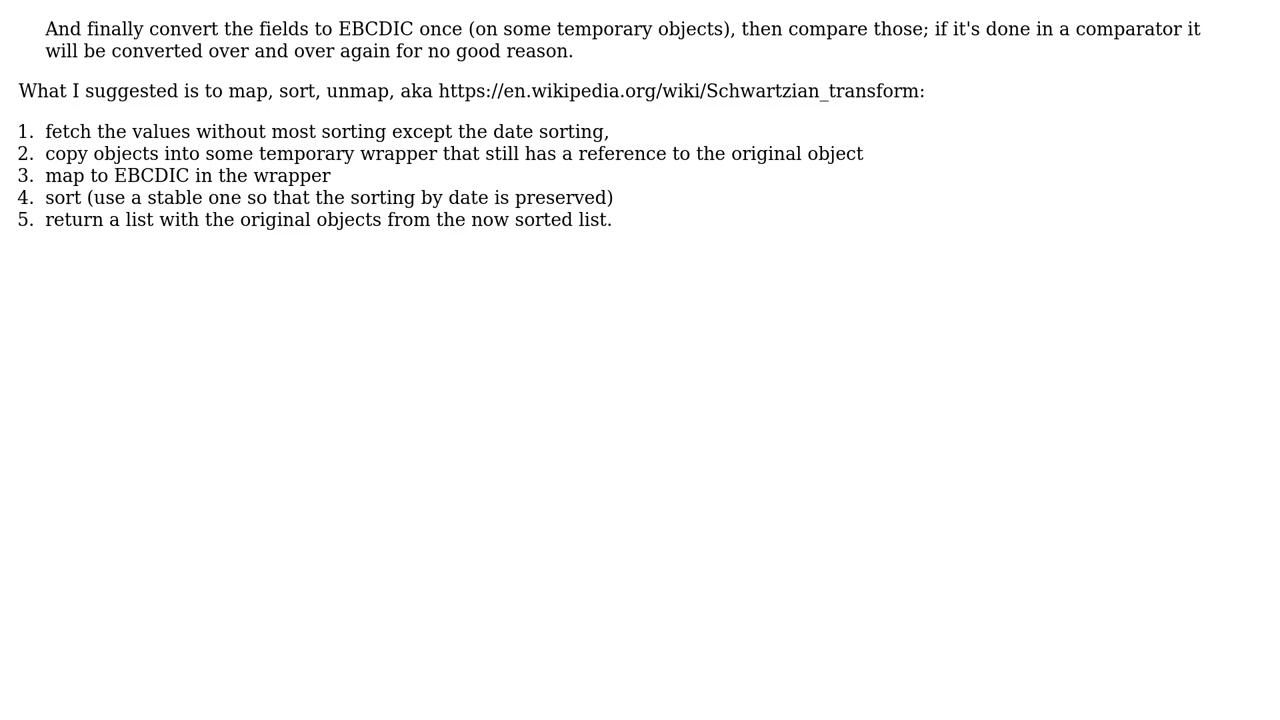 And finally convert the fields to EBCDIC once (on some temporary objects), then compare those; if it's done in a comparator it
will be converted over and over again for no good reason.
What I suggested is to map, sort, unmap, aka https://en.wikipedia.org/wiki/Schwartzian_transform:
1. fetch the values without most sorting except the date sorting,
2. copy objects into some temporary wrapper that still has a reference to the original object
3. map to EBCDIC in the wrapper
4. sort (use a stable one so that the sorting by date is preserved)
5. return a list with the original objects from the now sorted list.